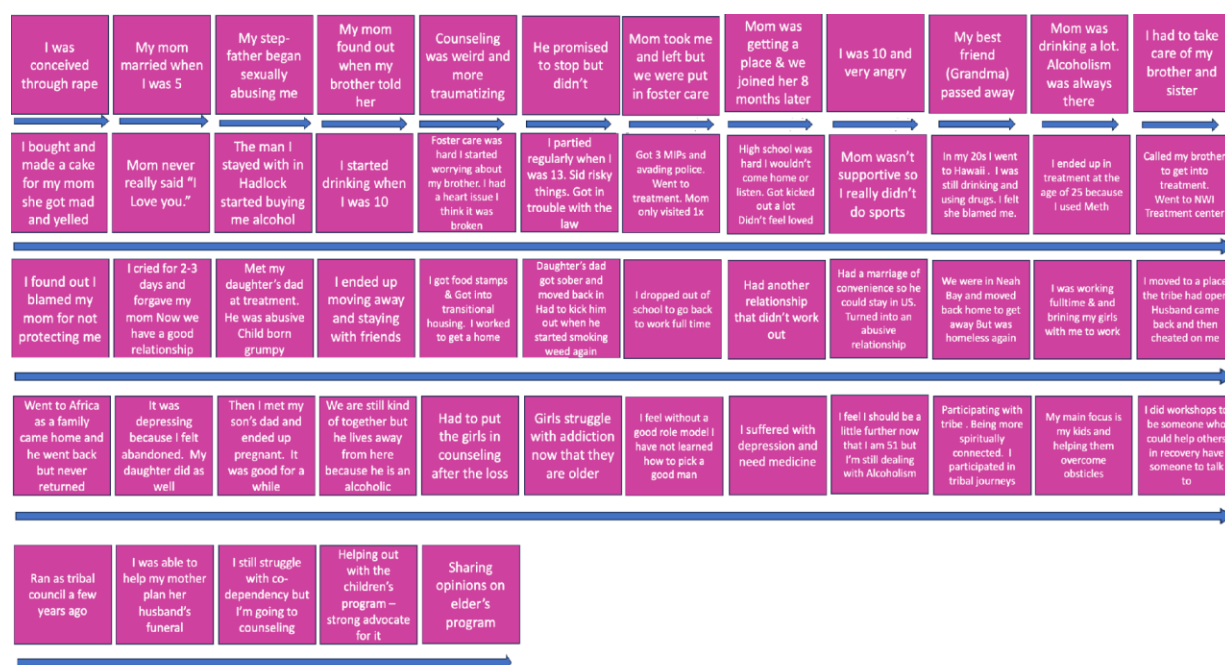 I was
conceived
through rape
My mom
married when
I was 5
My step-
father began
sexually
abusing me
My mom
found out
when my
brother told
her
Counseling
was weird and
more
traumatizing
He promised
to stop but
didn't
Mom took me
and left but
we were put
in foster care
Mom was
getting a
place & we
joined her 8
months later
I was 10 and
very angry
My best
friend
(Grandma)
passed away
Mom was
drinking a lot.
Alcoholism
was always
there
I had to take
care of my
brother and
sister
I bought and
made a cake
for my mom
she got mad
and yelled
Mom never
really said "I
Love you."
The man I
stayed with in
Hadlock
started buying
me alcohol
I started
drinking when
I was 10
Foster care was
hard I started
worrying about
my brother. I had
a heart issue I
think it was
broken
I partied
regularly when I
was 13. Sid risky
things. Got in
trouble with the
law
Got 3 MIPs and
avading police.
Went to
treatment. Mom
only visited 1x
High school was
hard I wouldn't
come home or
listen. Got kicked
out a lot
Didn't feel loved
Mom wasn't
supportive so
I really didn't
do sports
In my 20s I went
to Hawaii . I was
still drinking and
using drugs. I felt
she blamed me.
I ended up in
treatment at the
age of 25 because
I used Meth
Called my brother
to get into
treatment.
Went to NWI
Treatment center
I found out I
blamed my
mom for not
protecting me
I cried for 2-3
days and
forgave my
mom Now we
have a good
relationship
Met my
daughter's dad
at treatment.
He was abusive
Child born
grumpy
I ended up
moving away
and staying
with friends
I got food stamps
& Got into
transitional
housing. I worked
to get a home
Daughter's dad
got sober and
moved back in
Had to kick him
out when he
started smoking
weed again
I dropped out of
school to go back
to work full time
Had another
relationship
that didn't work
out
Had a marriage of
convenience so he
could stay in US.
Turned into an
abusive
relationship
We were in Neah
Bay and moved
back home to get
away But was
homeless again
I was working
fulltime & and
brining my girls
with me to work
I moved to a place
the tribe had open
Husband came
back and then
cheated on me
Went to Africa
as a family
came home and
he went back
but never
returned
It was
depressing
because I felt
abandoned. My
daughter did as
well
Then I met my
son's dad and
ended up
pregnant. It
was good for a
while
We are still kind
of together but
he lives away
from here
because he is an
alcoholic
Had to put
the girls in
counseling
after the loss
Girls struggle
with addiction
now that they
are older
I feel without a
good role model I
have not learned
how to pick a
good man
I suffered with
depression and
need medicine
I feel I should be a
little further now
that I am 51 but
I'm still dealing
with Alcoholism
Participating with
tribe . Being more
spiritually
connected. I
participated in
tribal journeys
My main focus is
my kids and
helping them
overcome
obsticles
I did workshops to
be someone who
could help others
in recovery have
someone to talk
to
Ran as tribal
council a few
years ago
I was able to
help my mother
plan her
husband's
funeral
I still struggle
with co-
dependency but
I'm going to
counseling
Helping out
with the
children's
program –
strong advocate
for it
Sharing
opinions on
elder's
program